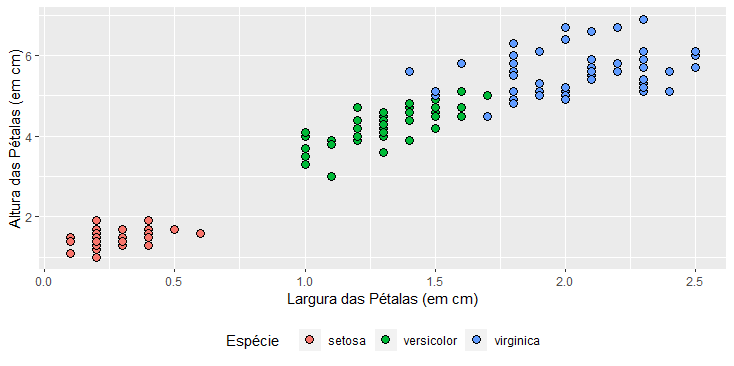 Altura das Pétalas (em cm)
6
4
2
0.0 0.5 1.0 1.5 2.0 2.5
Largura das Pétalas (em cm)
Espécie setosa versicolor virginica